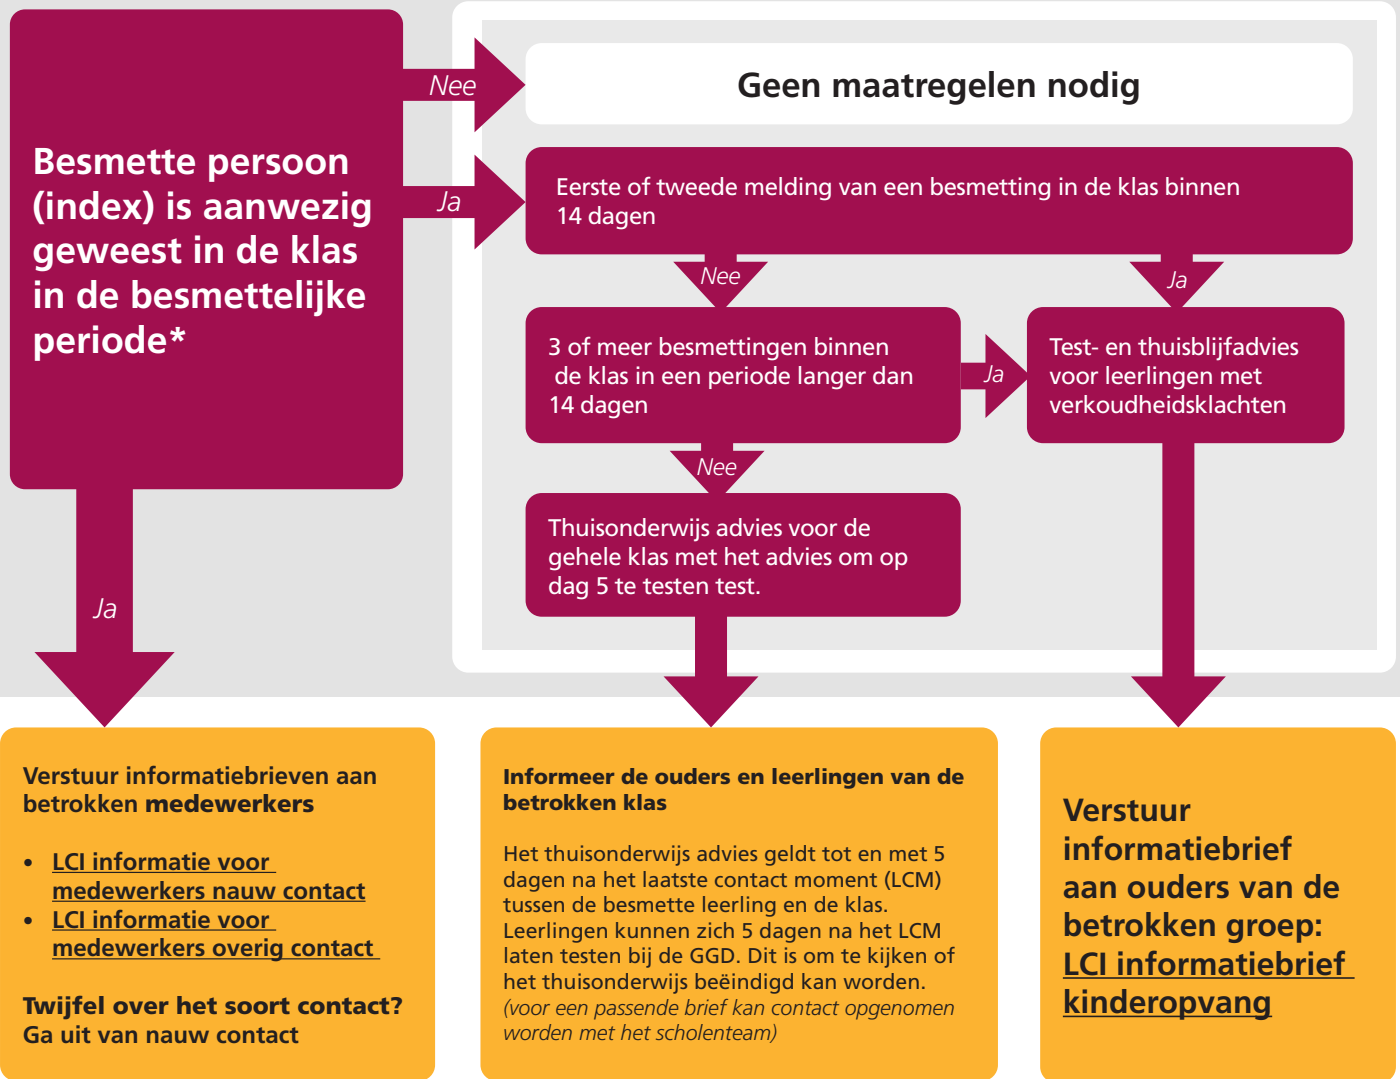 Besmette persoon
(index) is aanwezig
geweest in de klas
in de besmettelijke
periode*
Nee
Geen maatregelen nodig
Ja
Eerste of tweede melding van een besmetting in de klas binnen
14 dagen
Nee
Ja
3 of meer besmettingen binnen
de klas in een periode langer dan
14 dagen
Ja
Test- en thuisblijfadvies
voor leerlingen met
verkoudheidsklachten
Nee
Thuisonderwijs advies voor de
gehele klas met het advies om op
dag 5 te testen test.
Ja
Verstuur informatiebrieven aan
betrokken medewerkers
• LCI informatie voor
medewerkers nauw contact
• LCI informatie voor
medewerkers overig contact
Twijfel over het soort contact?
Ga uit van nauw contact
Informeer de ouders en leerlingen van de
betrokken klas
Het thuisonderwijs advies geldt tot en met 5
dagen na het laatste contact moment (LCM)
tussen de besmette leerling en de klas.
Leerlingen kunnen zich 5 dagen na het LCM
laten testen bij de GGD. Dit is om te kijken of
het thuisonderwijs beëindigd kan worden.
(voor een passende brief kan contact opgenomen
worden met het scholenteam)
Verstuur
informatiebrief
aan ouders van de
betrokken groep:
LCI informatiebrief
kinderopvang